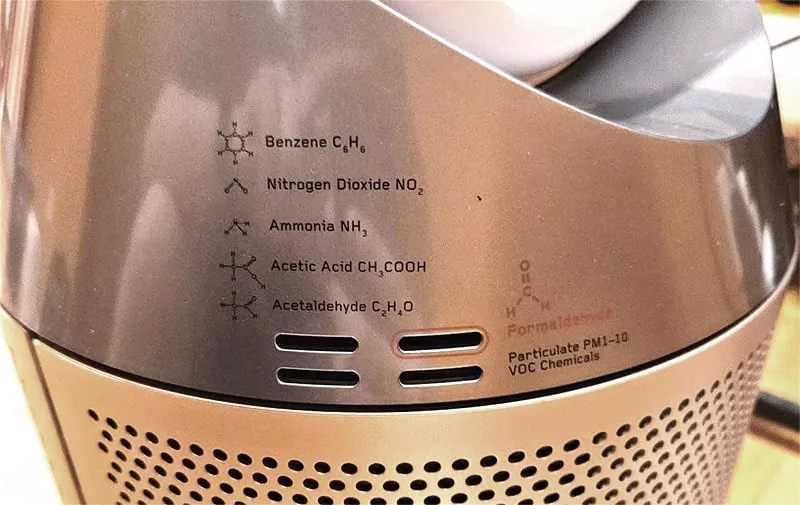 Benzene C₆H₆
Nitrogen Dioxide NO₂
Ammonia NH₃
Acetic Acid CH₃COOH
Acetaldehyde C₂H₄O
O
C
H H
Formaldehyde
Particulate PM1-10
VOC Chemicals